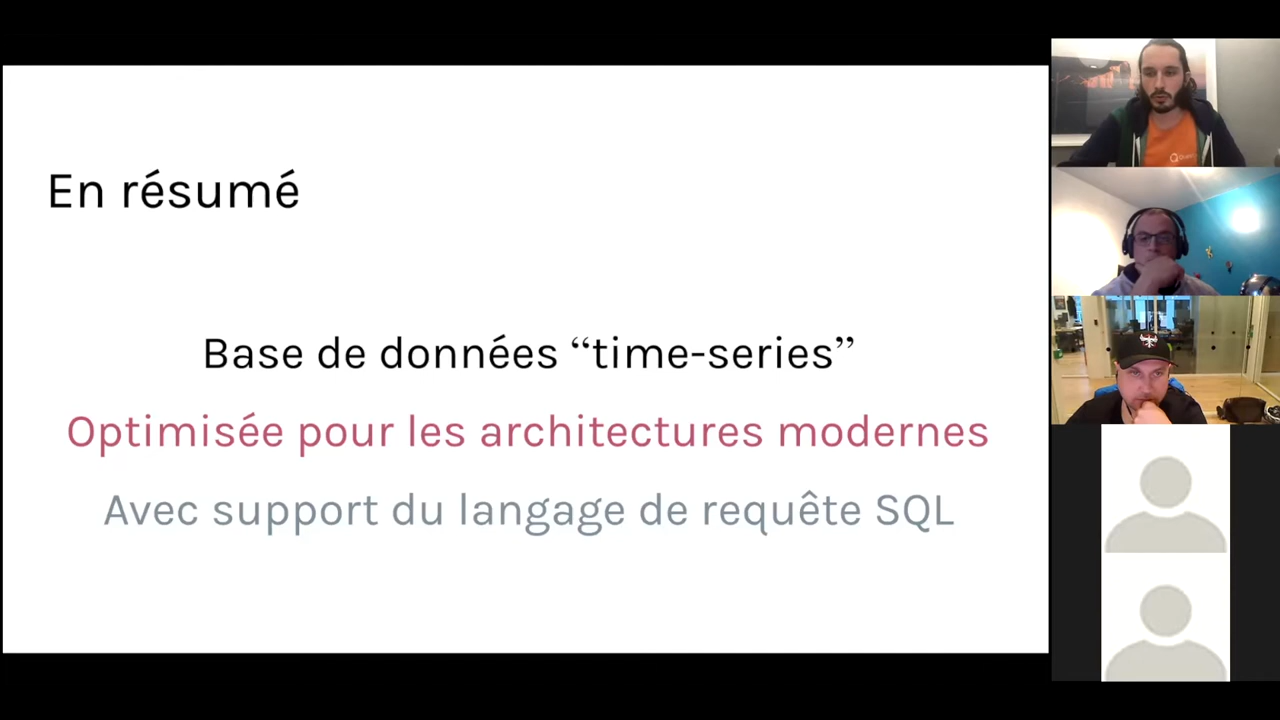 En résumé
Base de données “time-series”
Optimisée pour les architectures modernes
Avec support du langage de requête SQL